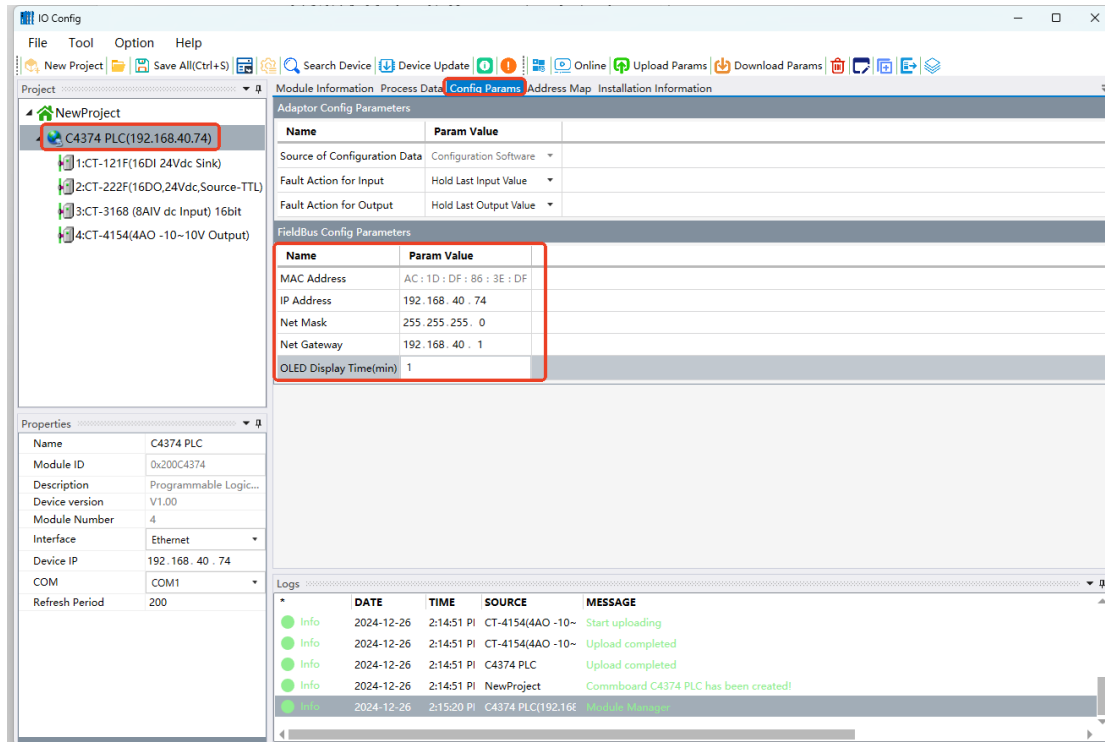 IO Config
File Tool Option Help
New Project Save All(Ctrl+S) Search Device Device Update Online Upload Params Download Params
Project
NewProject
C4374 PLC(192.168.40.74)
1:CT-121F(16DI 24Vdc Sink)
2:CT-222F(16DO,24Vdc,Source-TTL)
3:CT-3168 (8AIV dc Input) 16bit
4:CT-4154(4AO -10~10V Output)
Module Information Process Data Config Params Address Map Installation Information
Adaptor Config Parameters
Name Param Value
Source of Configuration Data Configuration Software
Fault Action for Input Hold Last Input Value
Fault Action for Output Hold Last Output Value
FieldBus Config Parameters
Name Param Value
MAC Address AC : 1D : DF : 86 : 3E : DF
IP Address 192 . 168 . 40 . 74
Net Mask 255 . 255 . 255 . 0
Net Gateway 192 . 168 . 40 . 1
OLED Display Time(min) 1
Properties
Name C4374 PLC
Module ID 0x200C4374
Description Programmable Logic...
Device version V1.00
Module Number 4
Interface Ethernet
Device IP 192 . 168 . 40 . 74
COM COM1
Refresh Period 200
Logs
* DATE TIME SOURCE MESSAGE
Info 2024-12-26 2:14:51 PI CT-4154(4AO -10~ Start uploading
Info 2024-12-26 2:14:51 PI CT-4154(4AO -10~ Upload completed
Info 2024-12-26 2:14:51 PI C4374 PLC Upload completed
Info 2024-12-26 2:14:51 PI NewProject Commboard C4374 PLC has been created!
Info 2024-12-26 2:15:20 PI C4374 PLC(192.16E Module Manager